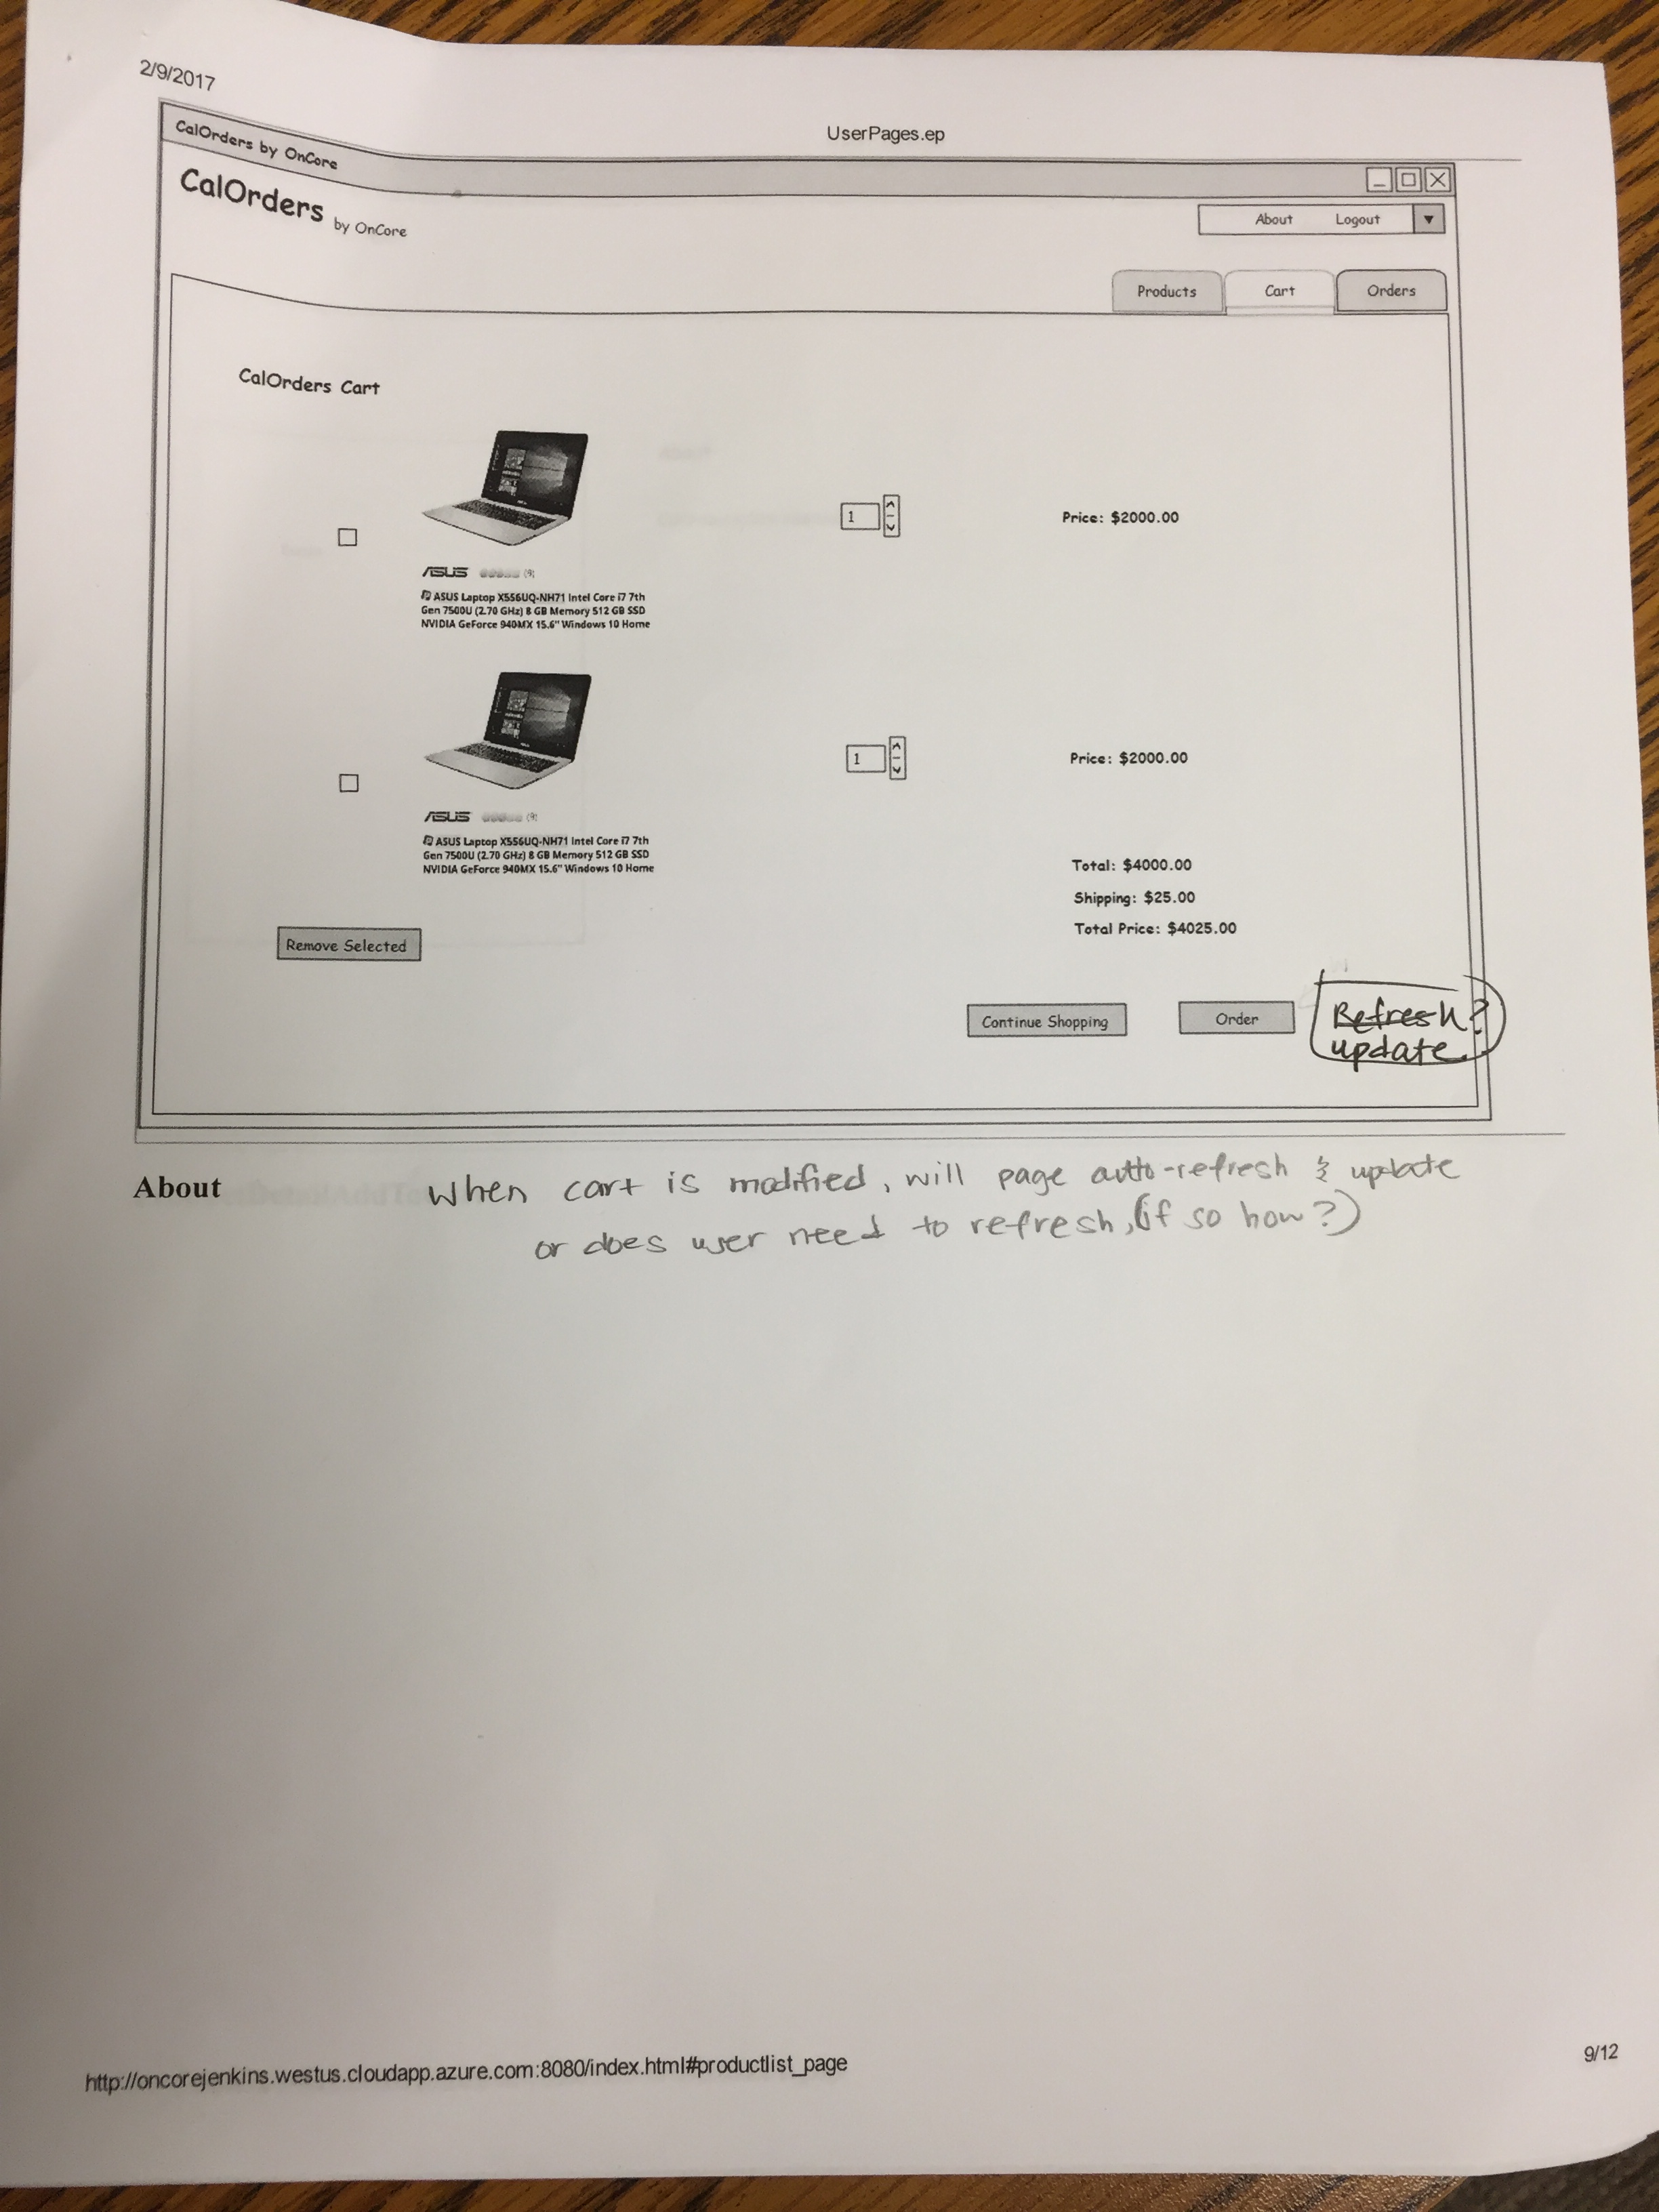 2/9/2017
UserPages.ep
CalOrders by OnCore
CalOrders by OnCore
About Logout
Products Cart Orders
CalOrders Cart
1
Price: $2000.00
ASUS (9)
ASUS Laptop X556UQ-NH71 Intel Core i7 7th
Gen 7500U (2.70 GHz) 8 GB Memory 512 GB SSD
NVIDIA GeForce 940MX 15.6" Windows 10 Home
1
Price: $2000.00
ASUS (9)
ASUS Laptop X556UQ-NH71 Intel Core i7 7th
Gen 7500U (2.70 GHz) 8 GB Memory 512 GB SSD
NVIDIA GeForce 940MX 15.6" Windows 10 Home
Total: $4000.00
Shipping: $25.00
Total Price: $4025.00
Remove Selected
Continue Shopping
Order
Refresh?
update.
About
when cart is modified, will page auto-refresh & update
or does user need to refresh, (if so how?)
http://oncorejenkins.westus.cloudapp.azure.com:8080/index.html#productlist_page
9/12